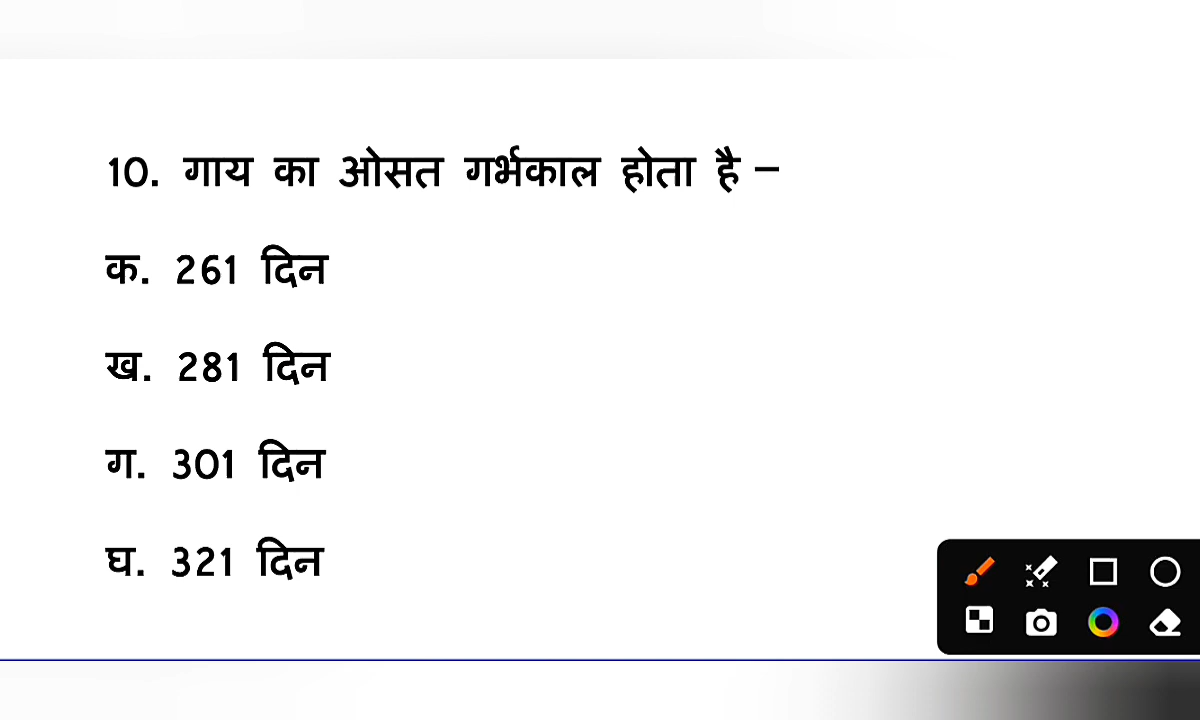 10. गाय का ओसत गर्भकाल होता है –
क. 261 दिन
ख. 281 दिन
ग. 301 दिन
घ. 321 दिन